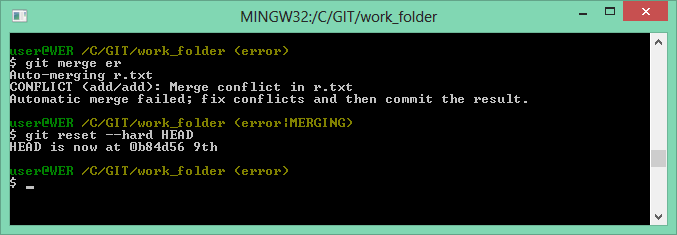 MINGW32:/C/GIT/work_folder
user@WER /C/GIT/work_folder (error)
$ git merge er
Auto-merging r.txt
CONFLICT (add/add): Merge conflict in r.txt
Automatic merge failed; fix conflicts and then commit the result.
user@WER /C/GIT/work_folder (error|MERGING)
$ git reset --hard HEAD
HEAD is now at 0b84d56 9th
user@WER /C/GIT/work_folder (error)
$ _